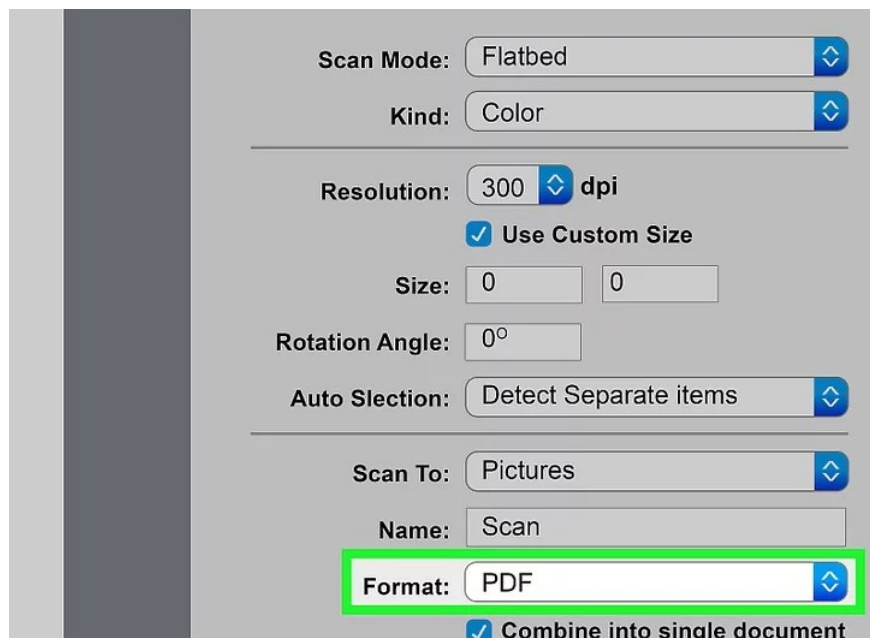 Scan Mode: Flatbed
Kind: Color
Resolution: 300 dpi
Use Custom Size
Size: 0 0
Rotation Angle: 0°
Auto Slection: Detect Separate items
Scan To: Pictures
Name: Scan
Format: PDF
Combine into single document